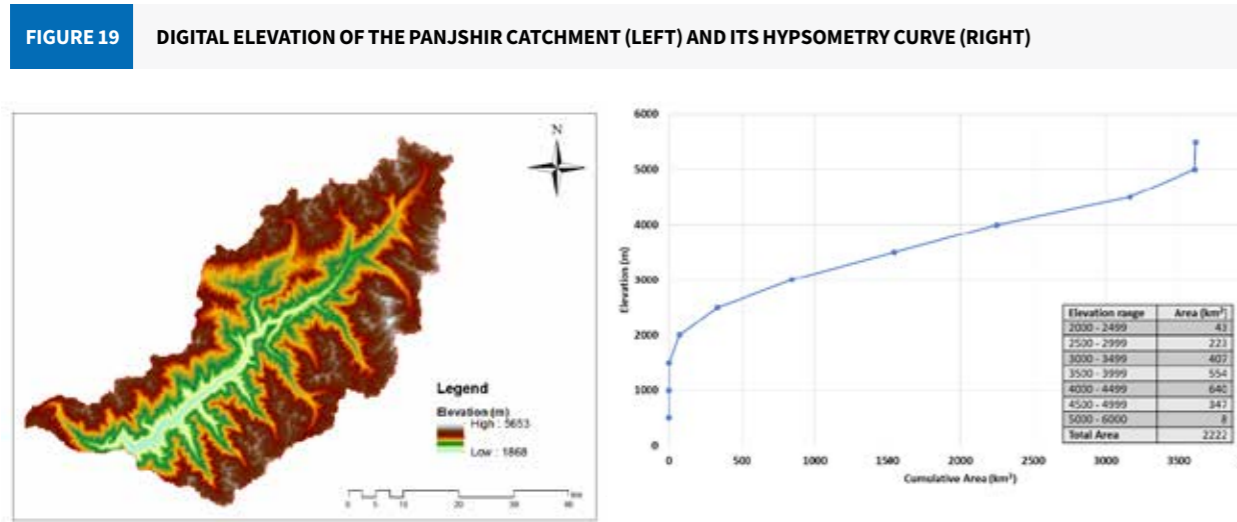 FIGURE 19
DIGITAL ELEVATION OF THE PANJSHIR CATCHMENT (LEFT) AND ITS HYPSOMETRY CURVE (RIGHT)
N
Legend
Elevation (m)
High : 5653
Low : 1868
0 5 10 20 30 40
6000
5000
4000
3000
2000
1000
0
Elevation (m)
0 500 1000 1500 2000 2500 3000 3500
Cumulative Area (km²)
Elevation range Area (km²)
2000 - 2499 43
2500 - 2999 223
3000 - 3499 407
3500 - 3999 554
4000 - 4499 640
4500 - 4999 347
5000 - 6000 8
Total Area 2222